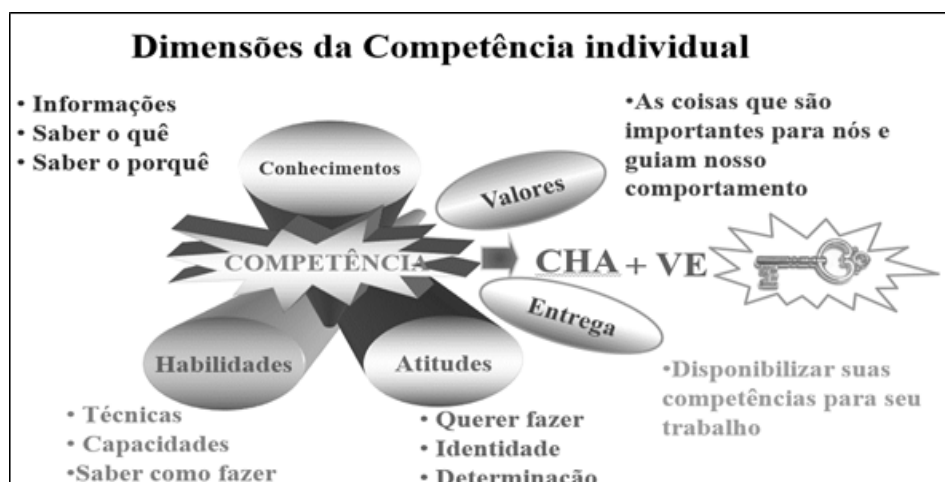 Dimensões da Competência individual
• Informações
• Saber o quê
• Saber o porquê
•As coisas que são
importantes para nós e
guiam nosso
comportamento
Conhecimentos
Valores
COMPETÊNCIA
CHA + VE
Entrega
Habilidades
Atitudes
• Técnicas
• Capacidades
•Saber como fazer
• Querer fazer
• Identidade
• Determinação
•Disponibilizar suas
competências para seu
trabalho